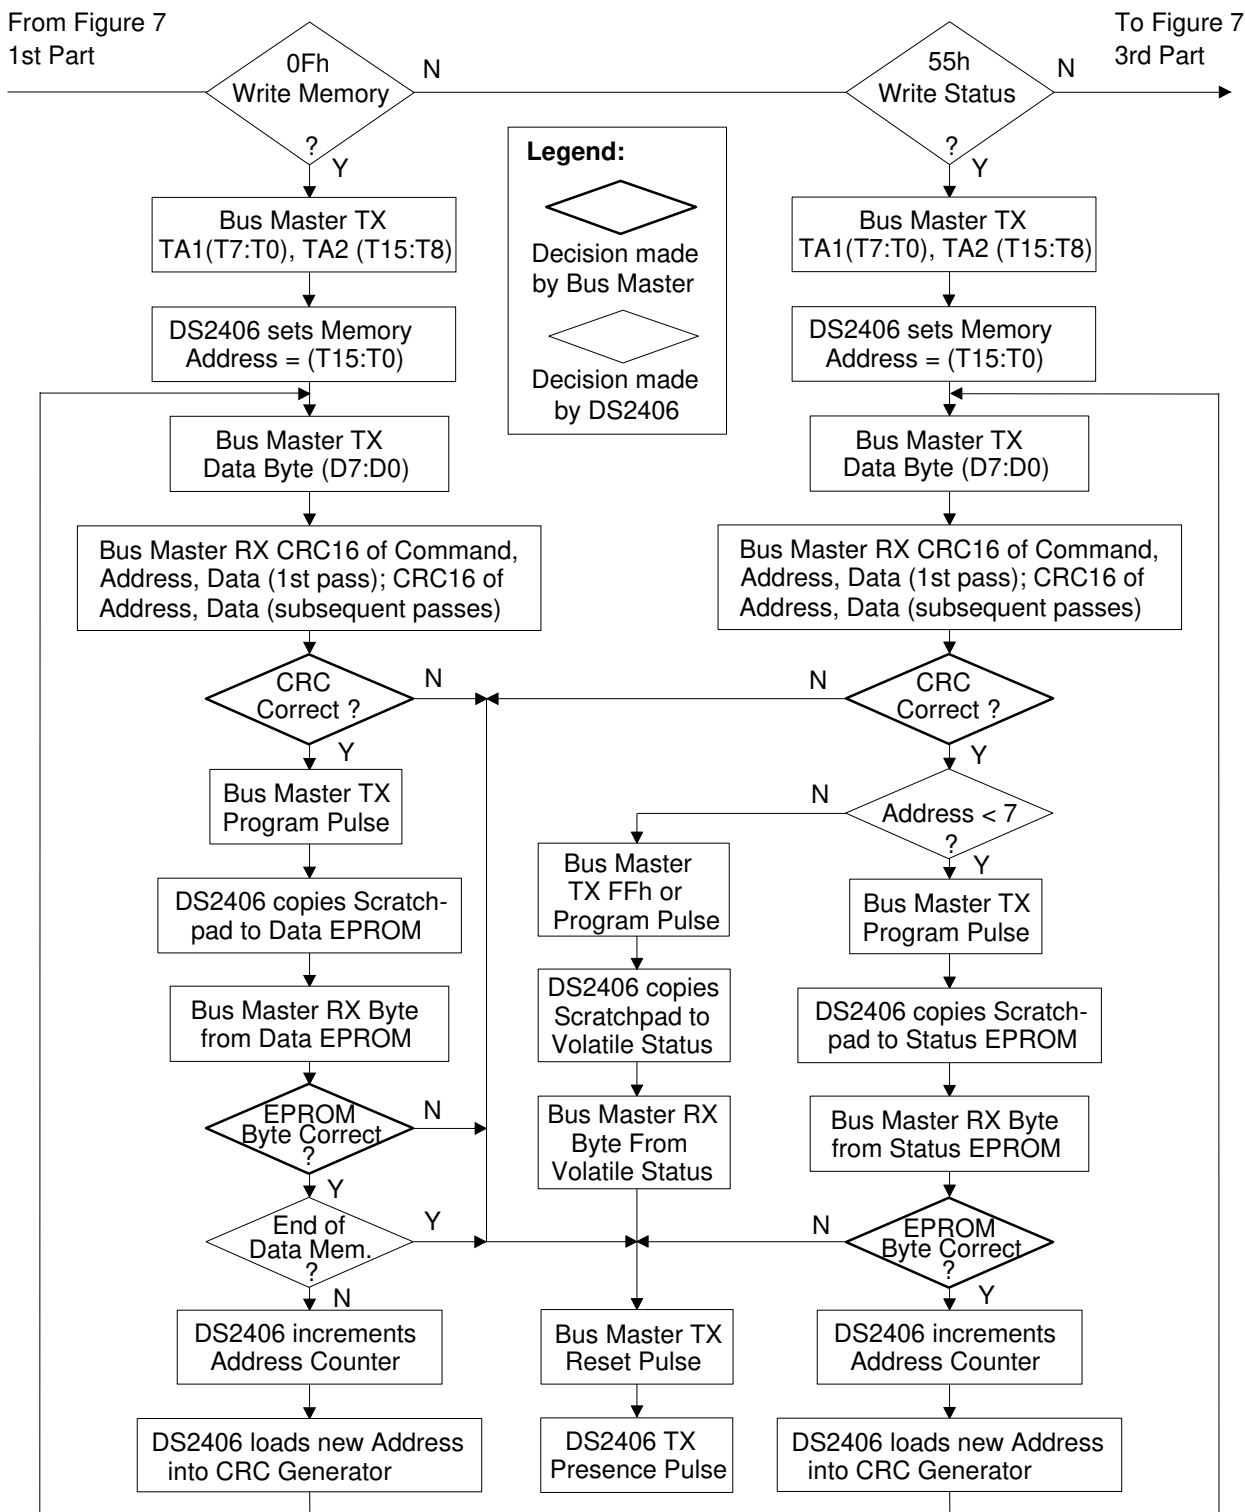 From Figure 7
1st Part
To Figure 7
3rd Part
0Fh
Write Memory
?
N
Y
55h
Write Status
?
N
Y
Legend:
Decision made
by Bus Master
Decision made
by DS2406
Bus Master TX
TA1(T7:T0), TA2 (T15:T8)
DS2406 sets Memory
Address = (T15:T0)
Bus Master TX
Data Byte (D7:D0)
Bus Master RX CRC16 of Command,
Address, Data (1st pass); CRC16 of
Address, Data (subsequent passes)
CRC
Correct ?
N
Y
Bus Master TX
Program Pulse
DS2406 copies Scratch-
pad to Data EPROM
Bus Master RX Byte
from Data EPROM
EPROM
Byte Correct
?
N
Y
End of
Data Mem.
?
Y
N
DS2406 increments
Address Counter
DS2406 loads new Address
into CRC Generator
Bus Master TX
TA1(T7:T0), TA2 (T15:T8)
DS2406 sets Memory
Address = (T15:T0)
Bus Master TX
Data Byte (D7:D0)
Bus Master RX CRC16 of Command,
Address, Data (1st pass); CRC16 of
Address, Data (subsequent passes)
CRC
Correct ?
N
Y
Address < 7
?
N
Y
Bus Master
TX FFh or
Program Pulse
DS2406 copies
Scratchpad to
Volatile Status
Bus Master RX
Byte From
Volatile Status
Bus Master TX
Reset Pulse
DS2406 TX
Presence Pulse
Bus Master TX
Program Pulse
DS2406 copies Scratch-
pad to Status EPROM
Bus Master RX Byte
from Status EPROM
EPROM
Byte Correct
?
N
Y
DS2406 increments
Address Counter
DS2406 loads new Address
into CRC Generator